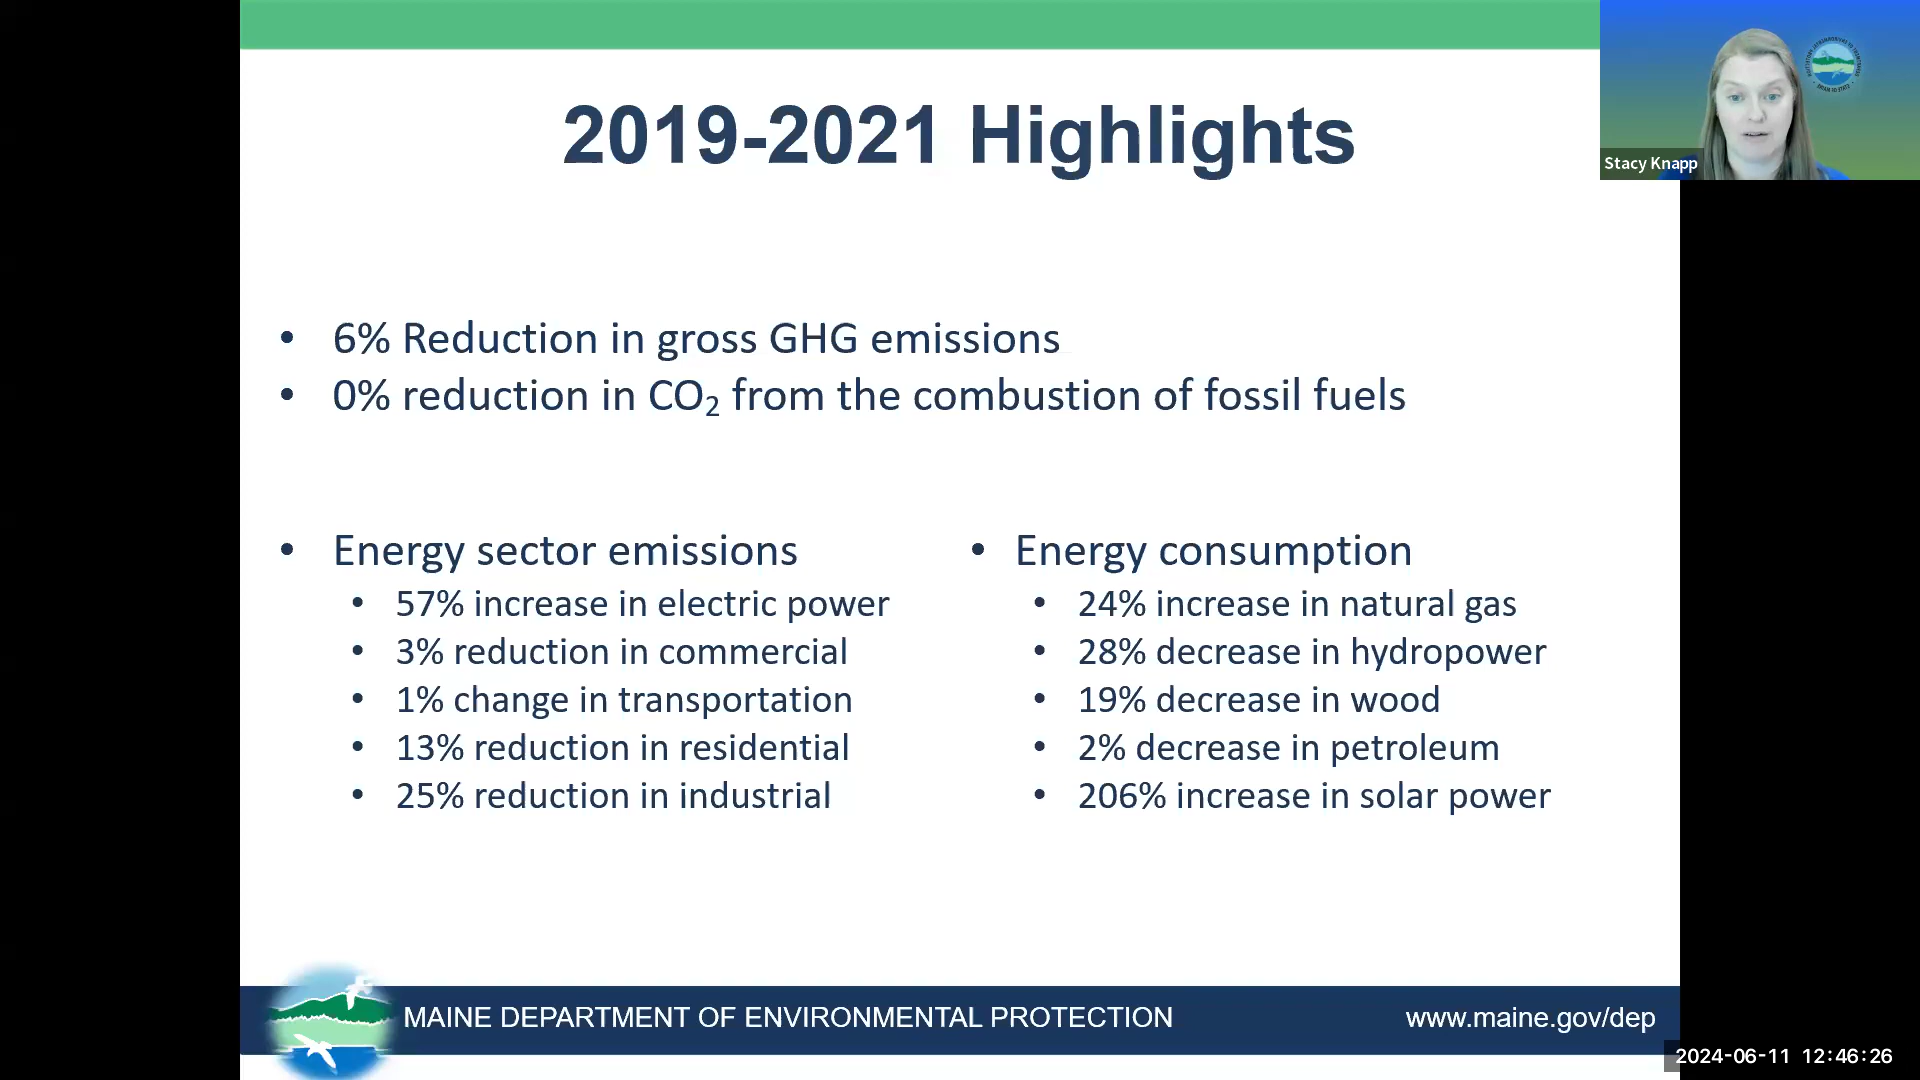 2019-2021 Highlights
Stacy Knapp
• 6% Reduction in gross GHG emissions
• 0% reduction in CO₂ from the combustion of fossil fuels
• Energy sector emissions
• 57% increase in electric power
• 3% reduction in commercial
• 1% change in transportation
• 13% reduction in residential
• 25% reduction in industrial
• Energy consumption
• 24% increase in natural gas
• 28% decrease in hydropower
• 19% decrease in wood
• 2% decrease in petroleum
• 206% increase in solar power
MAINE DEPARTMENT OF ENVIRONMENTAL PROTECTION
www.maine.gov/dep
2024-06-11 12:46:26